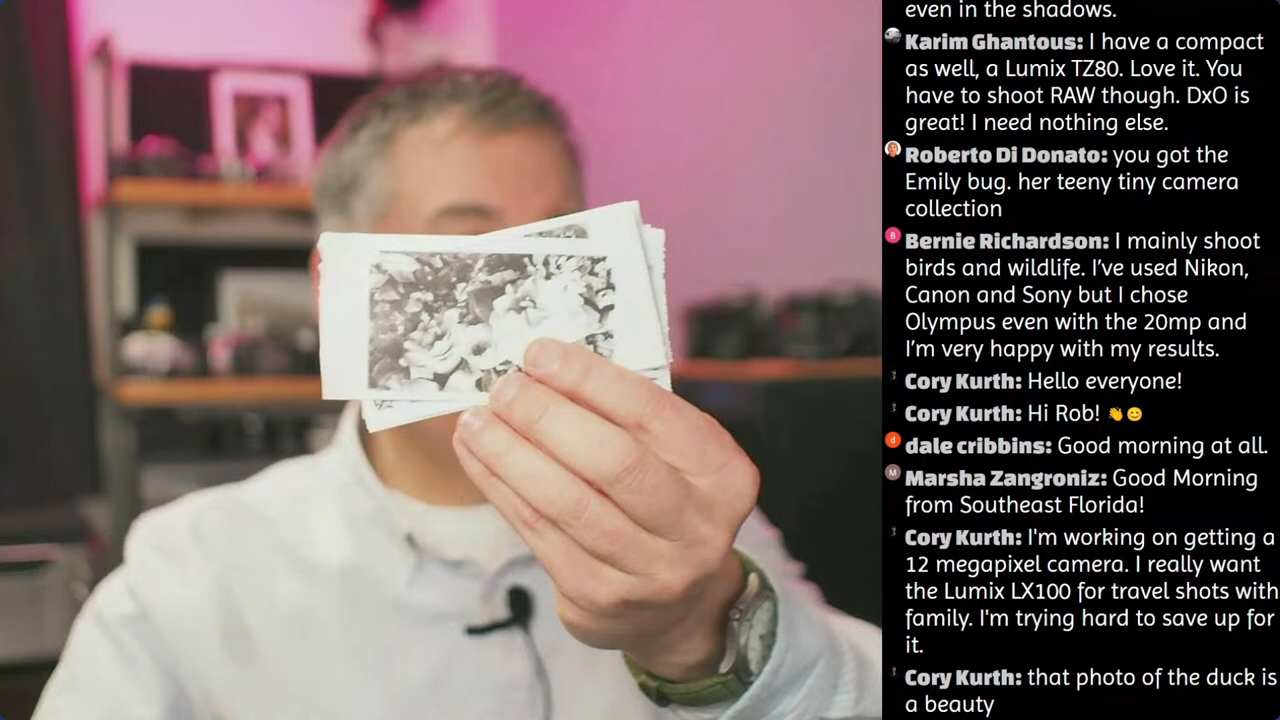 even in the shadows.
Karim Ghantous: I have a compact
as well, a Lumix TZ80. Love it. You
have to shoot RAW though. DxO is
great! I need nothing else.
Roberto Di Donato: you got the
Emily bug. her teeny tiny camera
collection
B
Bernie Richardson: I mainly shoot
birds and wildlife. I've used Nikon,
Canon and Sony but I chose
Olympus even with the 20mp and
I'm very happy with my results.
Cory Kurth: Hello everyone!
Cory Kurth: Hi Rob! 👋😊
d
dale cribbins: Good morning at all.
M
Marsha Zangroniz: Good Morning
from Southeast Florida!
Cory Kurth: I'm working on getting a
12 megapixel camera. I really want
the Lumix LX100 for travel shots with
family. I'm trying hard to save up for
it.
Cory Kurth: that photo of the duck is
a beauty